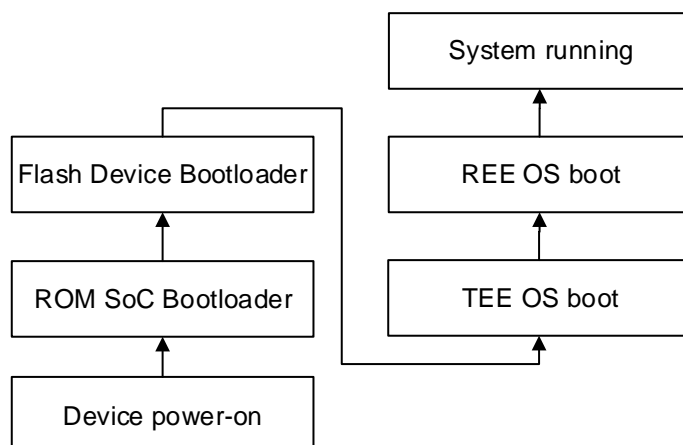 System running
Flash Device Bootloader
REE OS boot
ROM SoC Bootloader
TEE OS boot
Device power-on